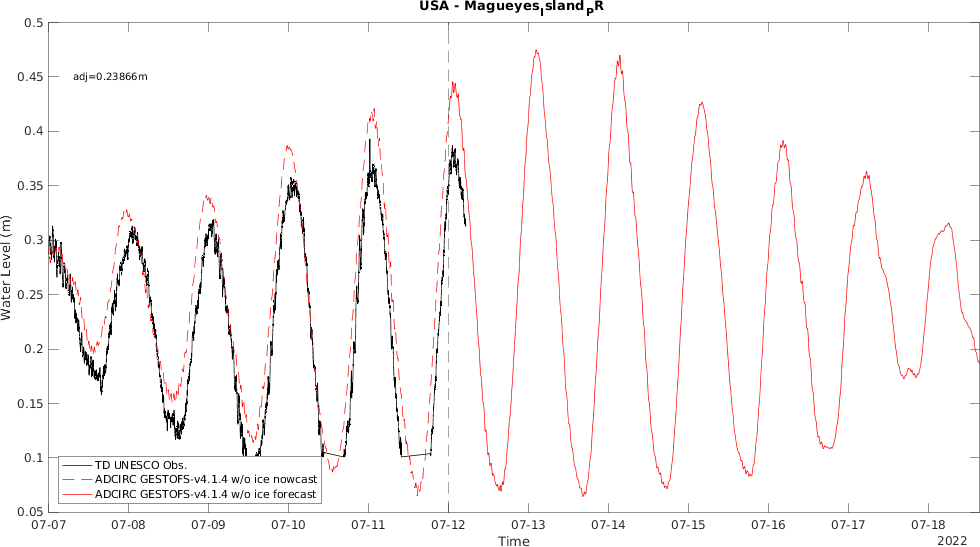 USA - MagueyesIsland PR
0.5
0.45
0.4
0.35
0.3
0.25
0.2
0.15
0.1
0.05
Water Level (m)
adj=0.23866m
TD UNESCO Obs.
ADCIRC GESTOFS-v4.1.4 w/o ice nowcast
ADCIRC GESTOFS-v4.1.4 w/o ice forecast
07-07 07-08 07-09 07-10 07-11 07-12 07-13 07-14 07-15 07-16 07-17 07-18
Time
2022